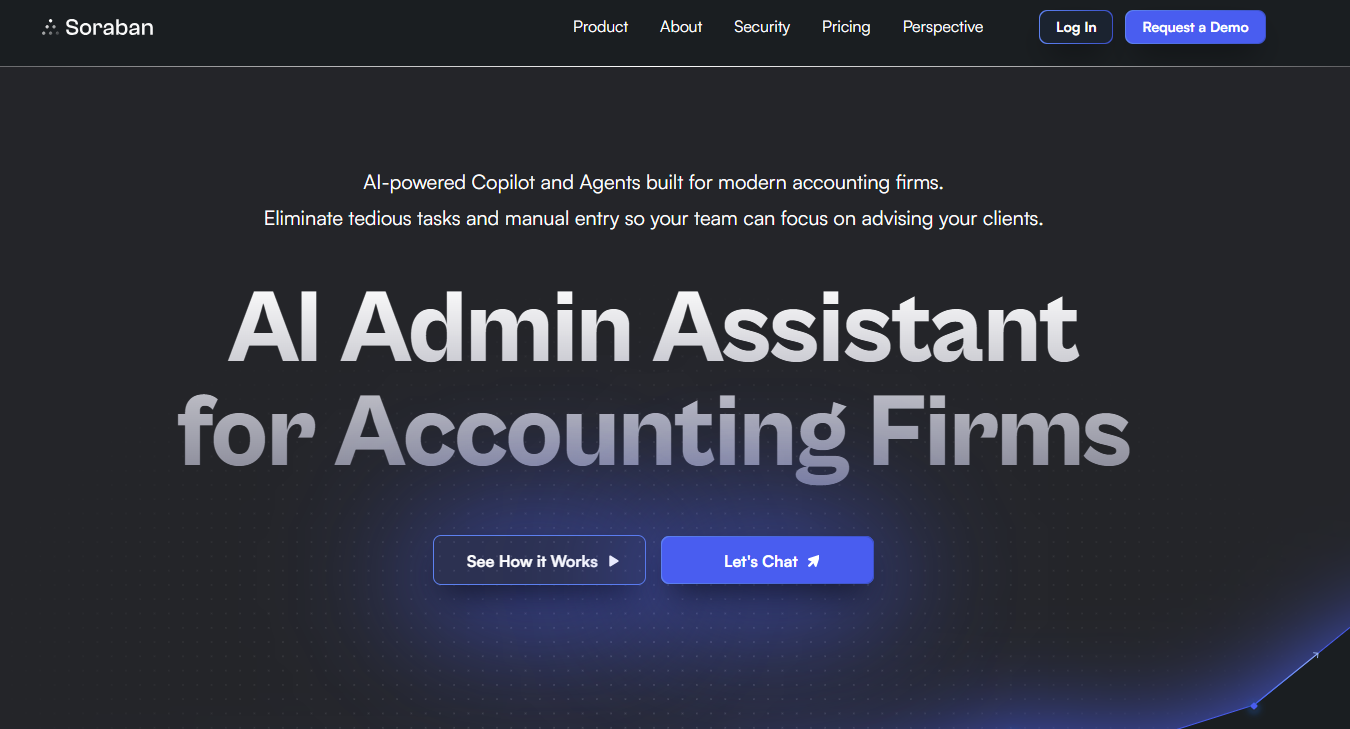 Soraban
Product
About
Security
Pricing
Perspective
Log In
Request a Demo
AI-powered Copilot and Agents built for modern accounting firms.
Eliminate tedious tasks and manual entry so your team can focus on advising your clients.
AI Admin Assistant
for Accounting Firms
See How it Works
Let's Chat